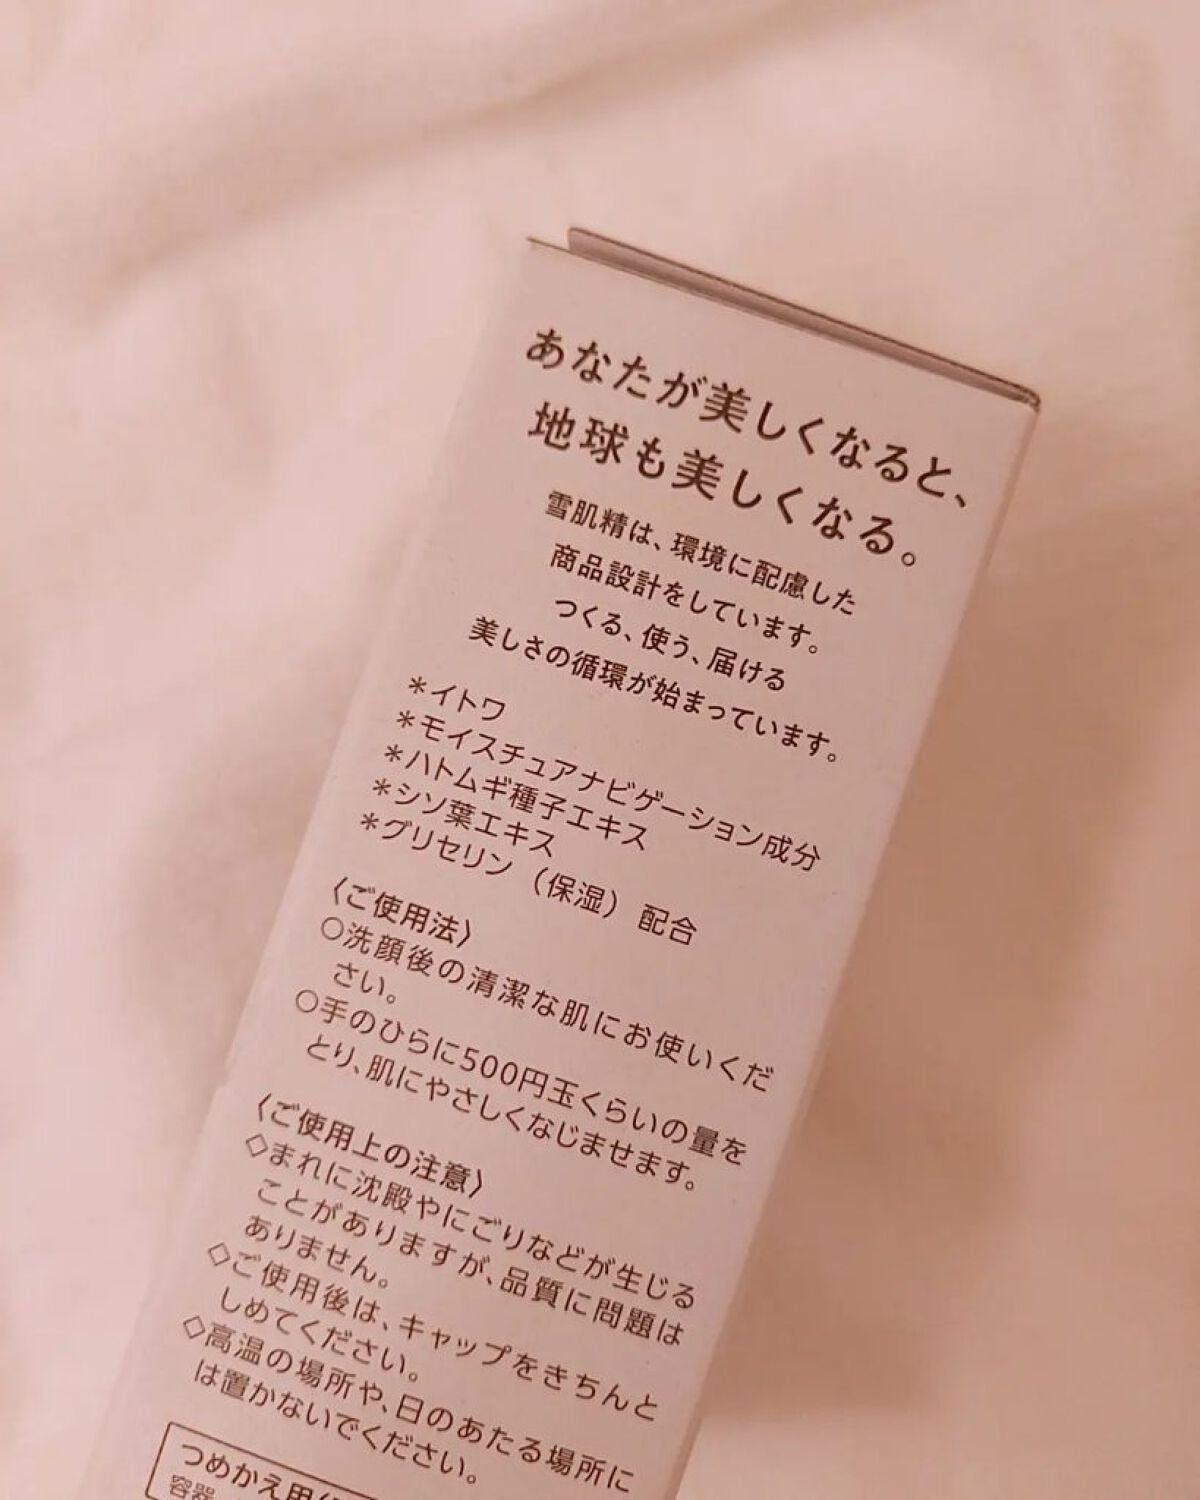 あなたが美しくなると、
地球も美しくなる。
雪肌精は、環境に配慮した
商品設計をしています。
つくる、使う、届ける
美しさの循環が始まっています。
＊イトワ
＊モイスチュアナビゲーション成分
＊ハトムギ種子エキス
＊シソ葉エキス
＊グリセリン（保湿）配合
〈ご使用法〉
○洗顔後の清潔な肌にお使いくだ
さい。
○手のひらに500円玉くらいの量を
とり、肌にやさしくなじませます。
〈ご使用上の注意〉
◇まれに沈殿やにごりなどが生じる
ことがありますが、品質に問題は
ありません。
◇ご使用後は、キャップをきちんと
しめてください。
◇高温の場所や、日のあたる場所に
は置かないでください。
つめかえ用
容器